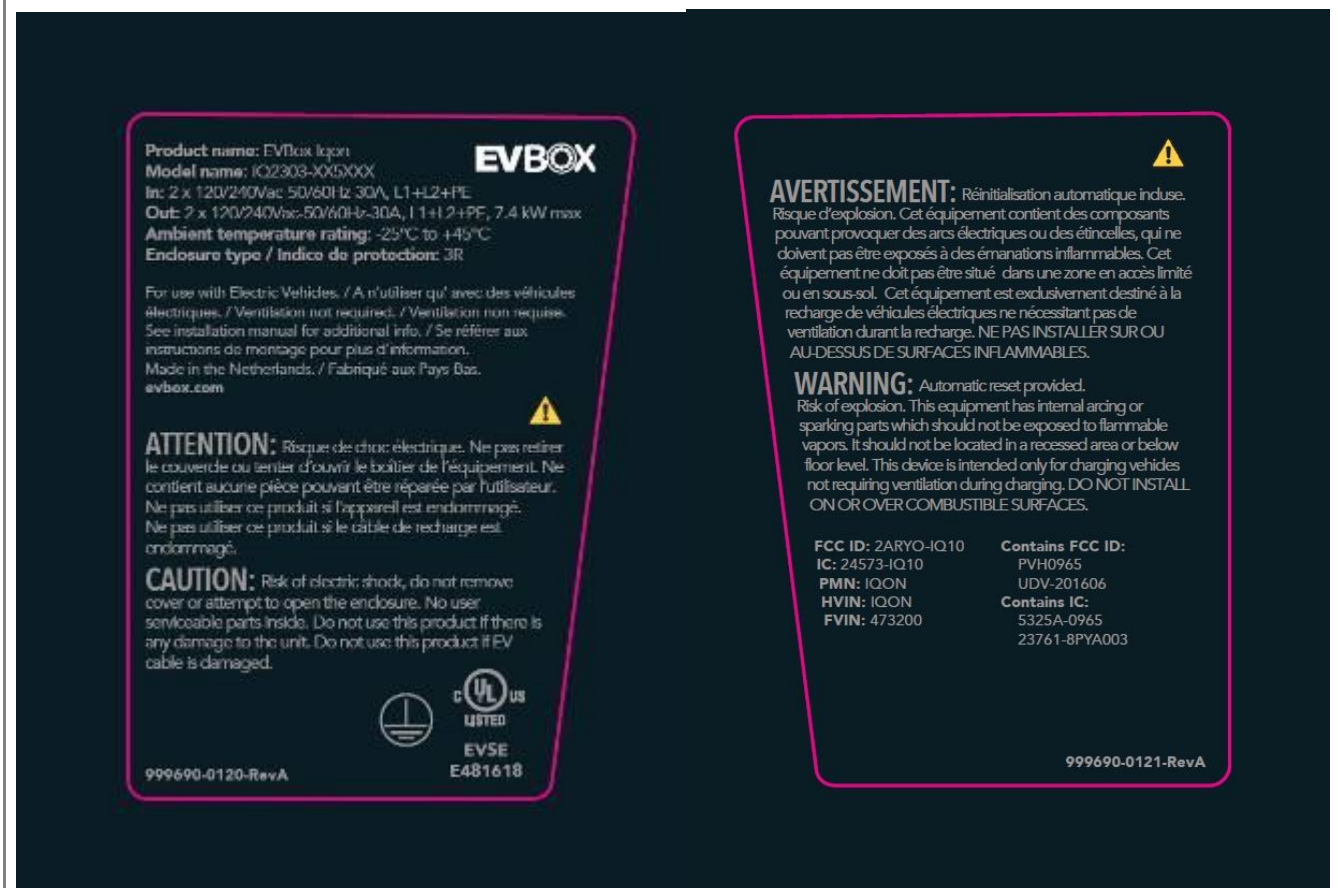 Product name: EVBox Iqon
EVBOX
Model name: IQ2303-XX5XXX
In: 2 x 120/240Vac-50/60Hz-30A, L1+L2+PE
Out: 2 x 120/240Vac-50/60Hz-30A, L1+L2+PE, 7.4 kW max
Ambient temperature rating: -25°C to +45°C
Enclosure type / Indice de protection: 3R
For use with Electric Vehicles. / A n'utiliser qu' avec des véhicules
électriques. / Ventilation not required. / Ventilation non requise.
See installation manual for additional info. / Se référer aux
instructions de montage pour plus d'information.
Made in the Netherlands. / Fabriqué aux Pays Bas.
evbox.com
ATTENTION: Risque de choc électrique. Ne pas retirer
le couvercle ou tenter d'ouvrir le boîtier de l'équipement. Ne
contient aucune pièce pouvant être réparée par l'utilisateur.
Ne pas utiliser ce produit si l'appareil est endommagé.
Ne pas utiliser ce produit si le câble de recharge est
endommagé.
CAUTION: Risk of electric shock, do not remove
cover or attempt to open the enclosure. No user
serviceable parts inside. Do not use this product if there is
any damage to the unit. Do not use this product if EV
cable is damaged.
C UL US
LISTED
EVSE
E481618
999690-0120-RevA
AVERTISSEMENT: Réinitialisation automatique incluse.
Risque d'explosion. Cet équipement contient des composants
pouvant provoquer des arcs électriques ou des étincelles, qui ne
doivent pas être exposés à des émanations inflammables. Cet
équipement ne doit pas être situé dans une zone en accès limité
ou en sous-sol. Cet équipement est exclusivement destiné à la
recharge de véhicules électriques ne nécessitant pas de
ventilation durant la recharge. NE PAS INSTALLER SUR OU
AU-DESSUS DE SURFACES INFLAMMABLES.
WARNING: Automatic reset provided.
Risk of explosion. This equipment has internal arcing or
sparking parts which should not be exposed to flammable
vapors. It should not be located in a recessed area or below
floor level. This device is intended only for charging vehicles
not requiring ventilation during charging. DO NOT INSTALL
ON OR OVER COMBUSTIBLE SURFACES.
FCC ID: 2ARYO-IQ10
IC: 24573-IQ10
PMN: IQON
HVIN: IQON
FVIN: 473200
Contains FCC ID:
PVH0965
UDV-201606
Contains IC:
5325A-0965
23761-8PYA003
999690-0121-RevA